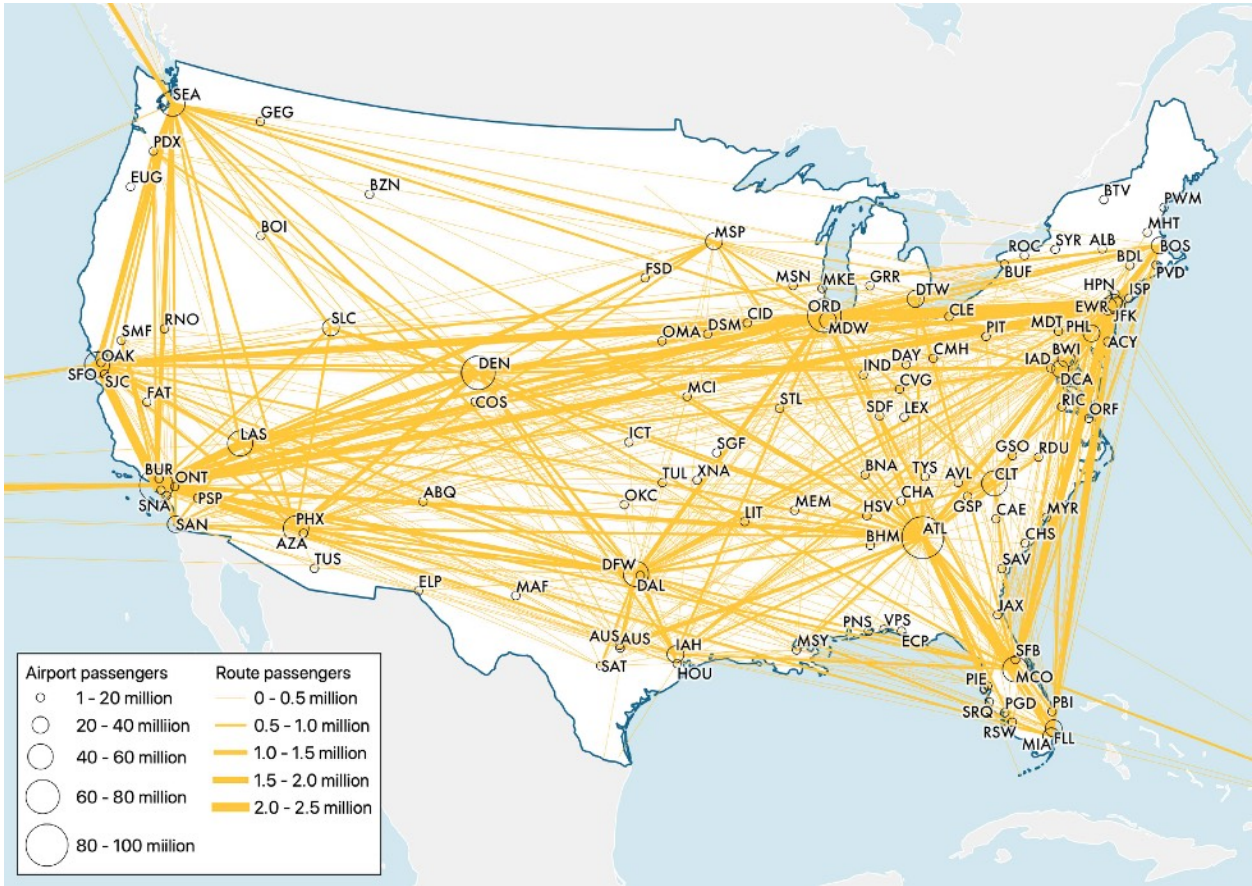 SEA
GEG
PDX
EUG
BZN
BTV
PWM
BOI
MSP
MHT
ROC SYR ALB BOS
BUF
BDL
FSD
MSN MKE GRR
PVD
DTW
HPN ISP
ORD
EWR
RNO
SLC
SMF
OMA DSM CID
MDW
CLE
JFK
PIT
MDT PHL
ACY
OAK
DEN
DAY CMH
BWI
SFO
SJC
IND
IAD
DCA
FAT
COS
MCI
CVG
STL
SDF LEX
RIC
ORF
LAS
ICT
SGF
GSO RDU
BUR
ONT
TUL XNA
BNA TYS AVL CLT
SNA
PSP
ABQ
OKC
MEM
CHA
GSP
SAN
PHX
LIT
HSV
CAE MYR
AZA
BHM
ATL
CHS
TUS
DFW
DAL
SAV
ELP
MAF
JAX
PNS VPS
AUS AUS
IAH
MSY
ECP
SFB
SAT
HOU
MCO
PIE
PGD
PBI
SRQ
RSW
MIA FLL
Airport passengers
1 - 20 million
20 - 40 milliion
40 - 60 million
60 - 80 million
80 - 100 miilion
Route passengers
0 - 0.5 million
0.5 - 1.0 million
1.0 - 1.5 million
1.5 - 2.0 million
2.0 - 2.5 million